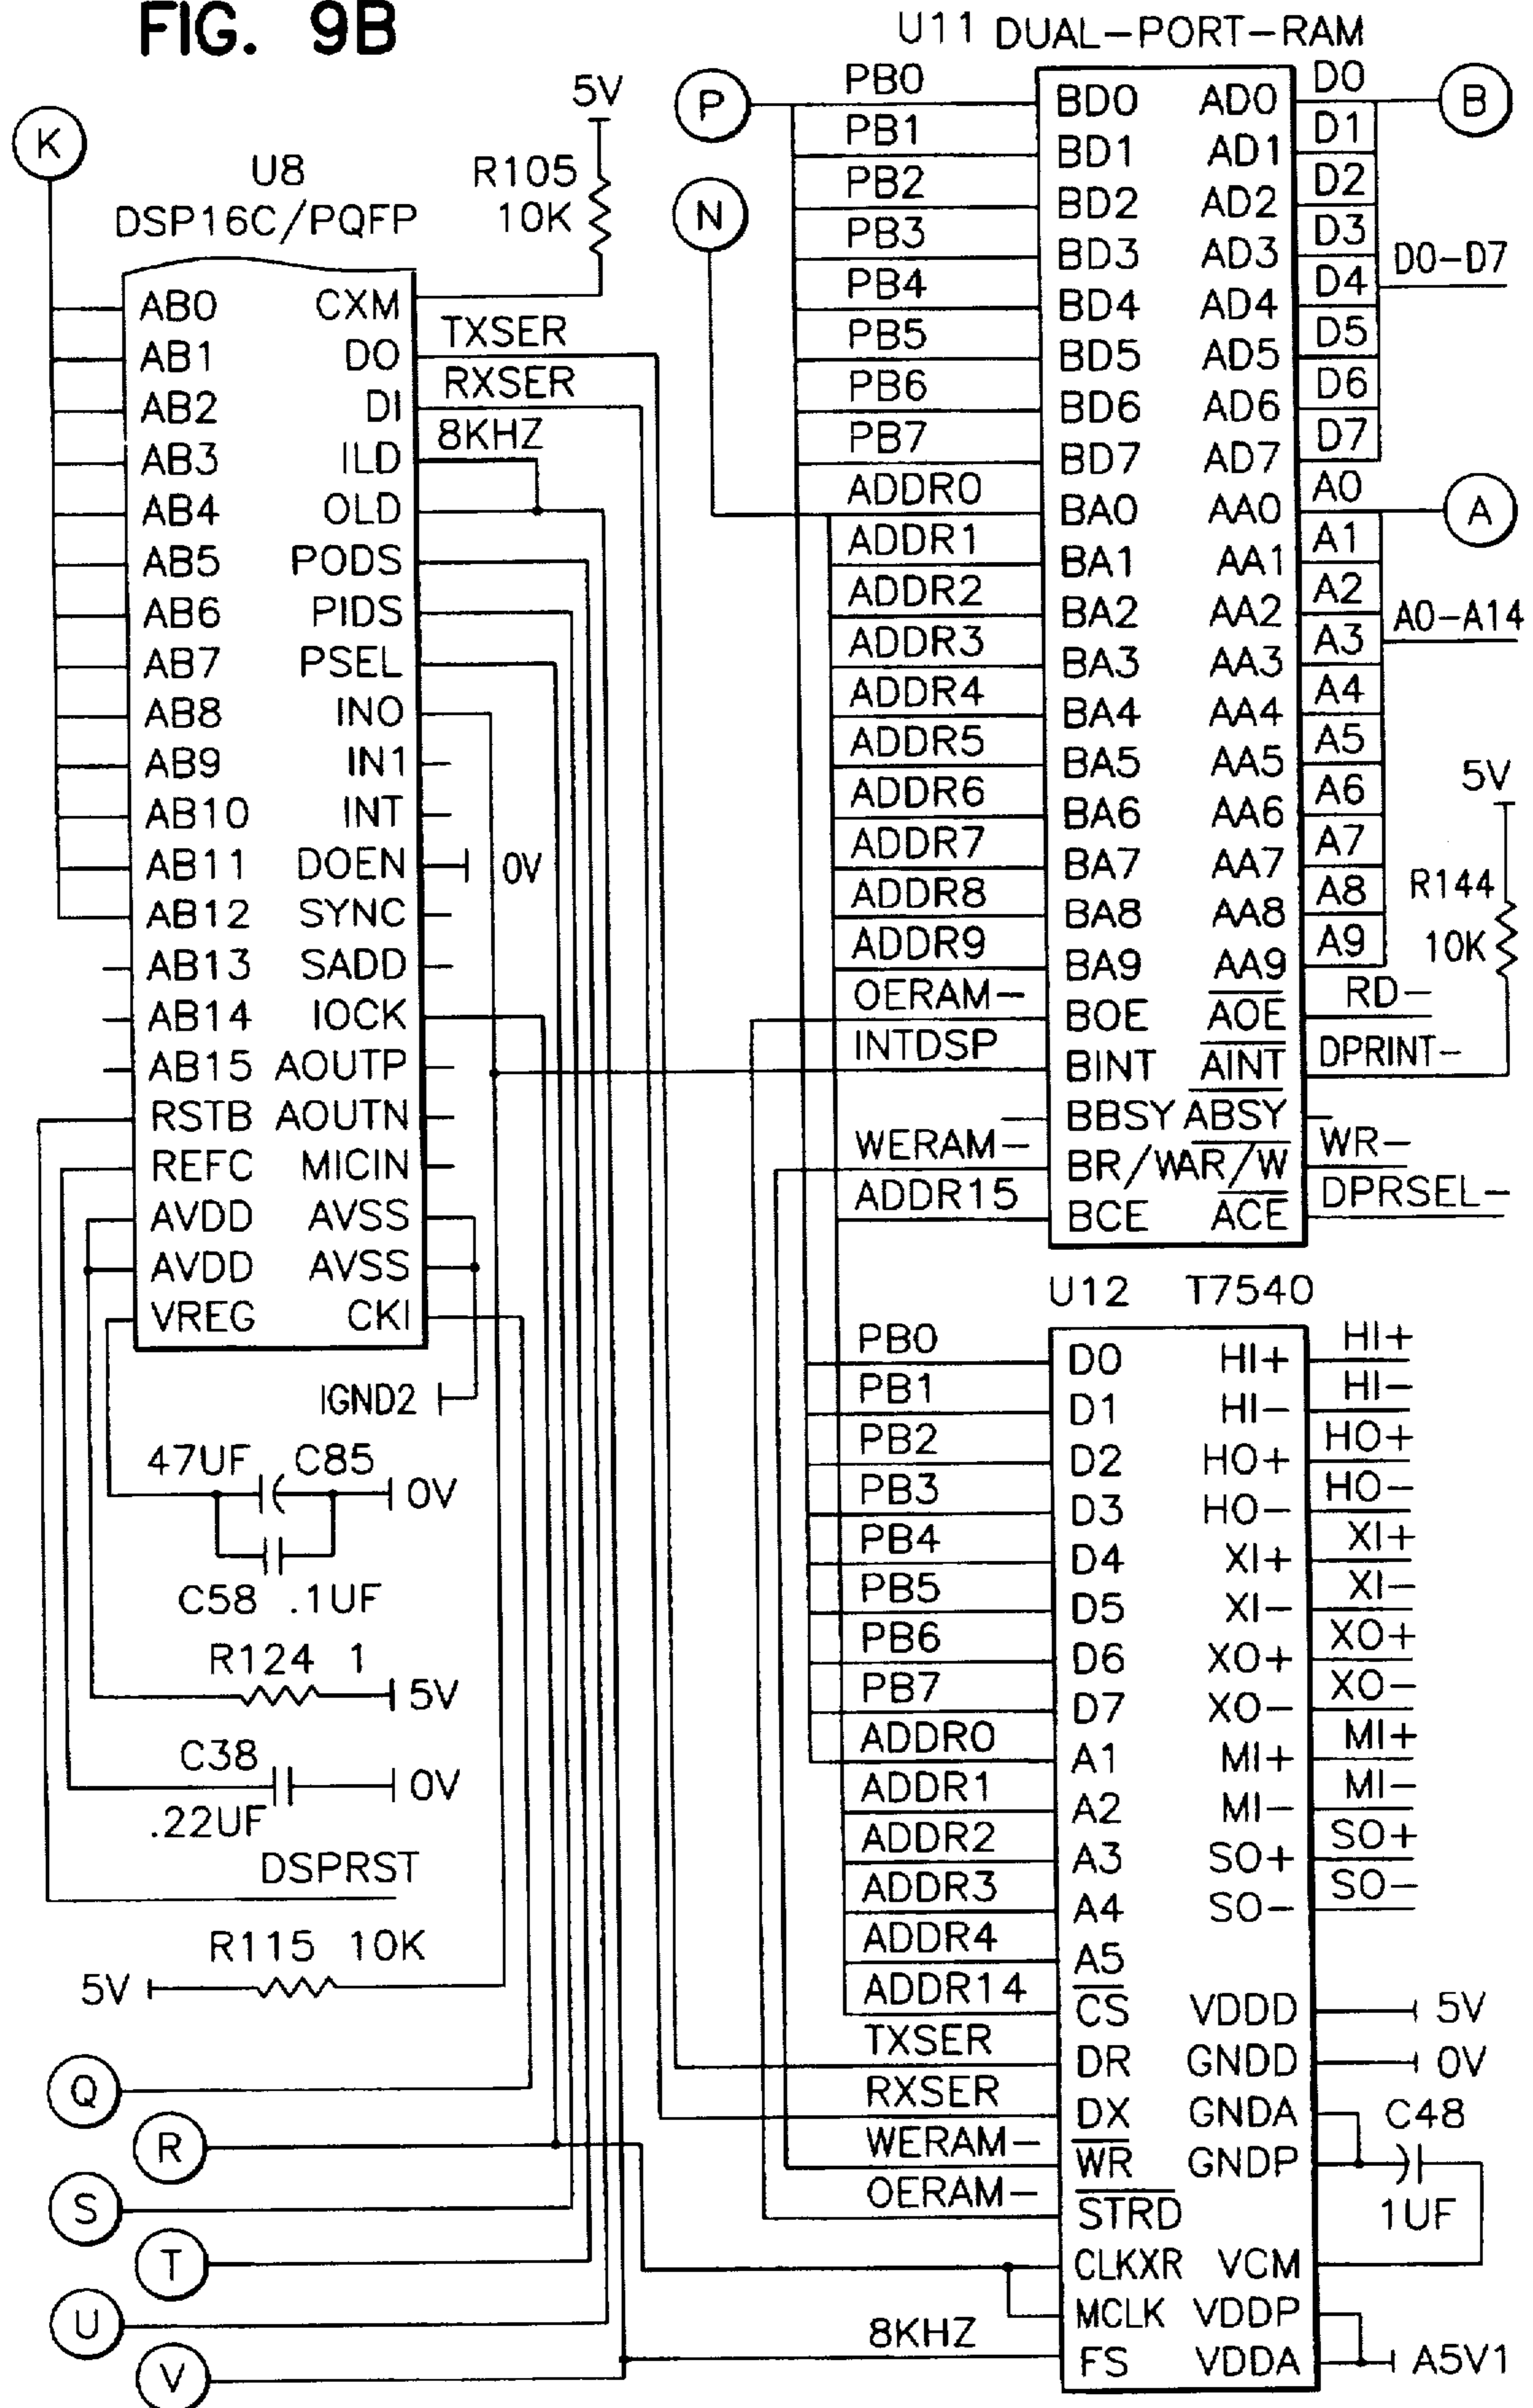 FIG. 9B
K
U8
DSP16C/PQFP
5V
R105
10K
AB0 CXM
AB1 DO
AB2 DI
AB3 ILD
AB4 OLD
AB5 PODS
AB6 PIDS
AB7 PSEL
AB8 INO
AB9 IN1
AB10 INT
AB11 DOEN
AB12 SYNC
AB13 SADD
AB14 IOCK
AB15 AOUTP
RSTB AOUTN
REFC MICIN
AVDD AVSS
AVDD AVSS
VREG CKI
TXSER
RXSER
8KHZ
0V
IGND2
47UF C85
0V
C58 .1UF
R124 1
5V
C38
.22UF
0V
DSPRST
R115 10K
5V
Q
R
S
T
U
V
U11 DUAL-PORT-RAM
P
N
PB0 BD0 AD0 D0
B
PB1 BD1 AD1 D1
PB2 BD2 AD2 D2
PB3 BD3 AD3 D3
D0-D7
PB4 BD4 AD4 D4
PB5 BD5 AD5 D5
PB6 BD6 AD6 D6
PB7 BD7 AD7 D7
ADDR0 BA0 AA0 A0
A
ADDR1 BA1 AA1 A1
ADDR2 BA2 AA2 A2
A0-A14
ADDR3 BA3 AA3 A3
ADDR4 BA4 AA4 A4
ADDR5 BA5 AA5 A5
ADDR6 BA6 AA6 A6
ADDR7 BA7 AA7 A7
ADDR8 BA8 AA8 A8
ADDR9 BA9 AA9 A9
5V
R144
10K
OERAM- BOE AOE RD-
INTDSP BINT AINT DPRINT-
BBSY ABSY
WERAM- BR/W AR/W WR-
ADDR15 BCE ACE DPRSEL-
U12 T7540
PB0 D0 HI+ HI+
PB1 D1 HI- HI-
PB2 D2 HO+ HO+
PB3 D3 HO- HO-
PB4 D4 XI+ XI+
PB5 D5 XI- XI-
PB6 D6 XO+ XO+
PB7 D7 XO- XO-
ADDR0 A1 MI+ MI+
ADDR1 A2 MI- MI-
ADDR2 A3 SO+ SO+
ADDR3 A4 SO- SO-
ADDR4 A5
ADDR14 CS VDDD 5V
TXSER DR GNDD 0V
RXSER DX GNDA C48
WERAM- WR GNDP
1UF
OERAM- STRD
CLKXR VCM
MCLK VDDP
8KHZ FS VDDA A5V1